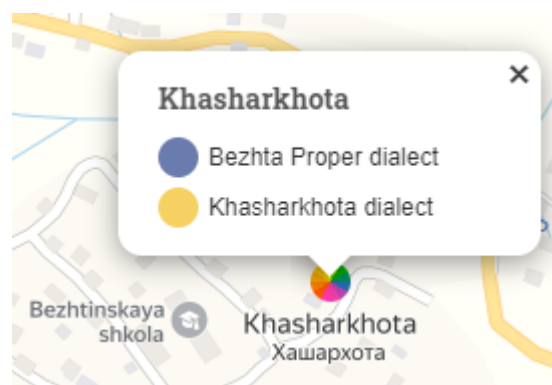 Khasharkhota
Bezhta Proper dialect
Khasharkhota dialect
Bezhtinskaya
shkola
Khasharkhota
Хашархота